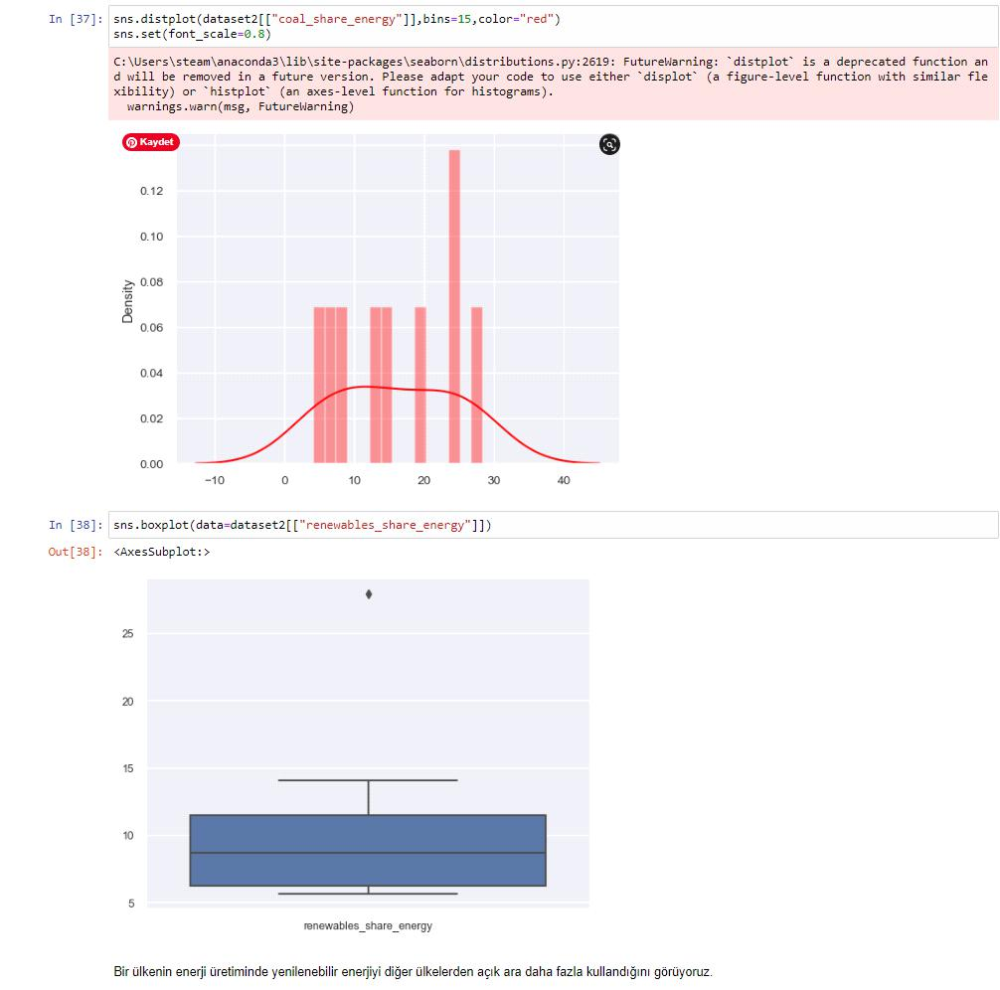 In [37]: sns.distplot(dataset2[["coal_share_energy"]],bins=15,color="red")
sns.set(font_scale=0.8)
C:\Users\steam\anaconda3\lib\site-packages\seaborn\distributions.py:2619: FutureWarning: `distplot` is a deprecated function an
d will be removed in a future version. Please adapt your code to use either `displot` (a figure-level function with similar fle
xibility) or `histplot` (an axes-level function for histograms).
warnings.warn(msg, FutureWarning)
Kaydet
0.12
0.10
0.08
Density
0.06
0.04
0.02
0.00
−10 0 10 20 30 40
In [38]: sns.boxplot(data=dataset2[["renewables_share_energy"]])
Out[38]: <AxesSubplot:>
25
20
15
10
5
renewables_share_energy
Bir ülkenin enerji üretiminde yenilenebilir enerjiyi diğer ülkelerden açık ara daha fazla kullandığını görüyoruz.